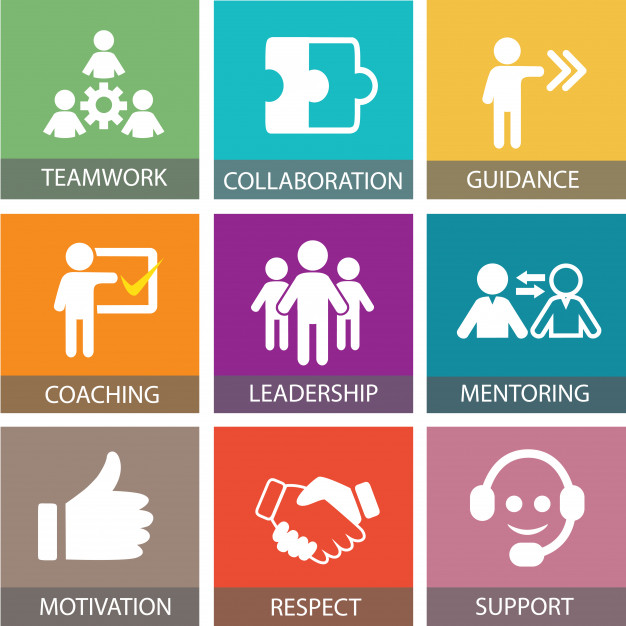 TEAMWORK
COLLABORATION
GUIDANCE
COACHING
LEADERSHIP
MENTORING
MOTIVATION
RESPECT
SUPPORT